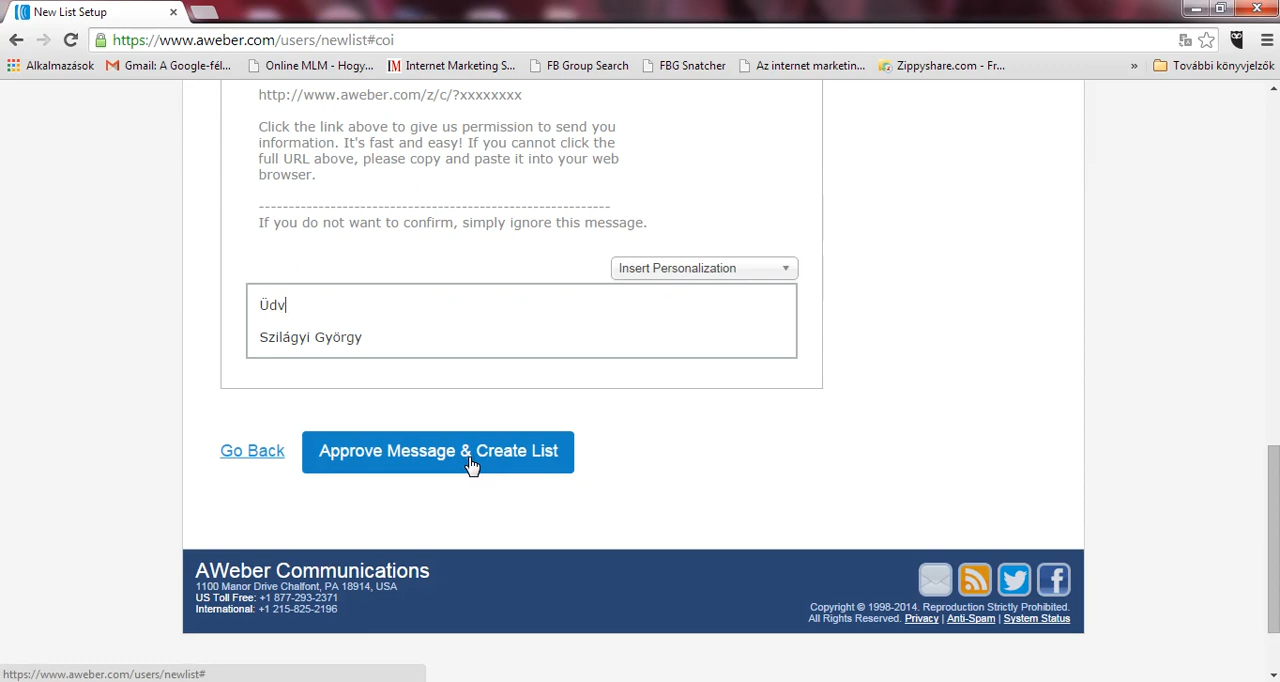 New List Setup
https://www.aweber.com/users/newlist#coi
Alkalmazások Gmail: A Google-fél... Online MLM - Hogy... Internet Marketing S... FB Group Search FBG Snatcher Az internet marketin... Zippyshare.com - Fr... » További könyvjelzők
http://www.aweber.com/z/c/?xxxxxxxx
Click the link above to give us permission to send you
information. It's fast and easy! If you cannot click the
full URL above, please copy and paste it into your web
browser.
----------------------------------------------------------
If you do not want to confirm, simply ignore this message.
Insert Personalization
Üdv
Szilágyi György
Go Back Approve Message & Create List
AWeber Communications
1100 Manor Drive Chalfont, PA 18914, USA
US Toll Free: +1 877-293-2371
International: +1 215-825-2196
Copyright © 1998-2014. Reproduction Strictly Prohibited.
All Rights Reserved. Privacy | Anti-Spam | System Status
https://www.aweber.com/users/newlist#